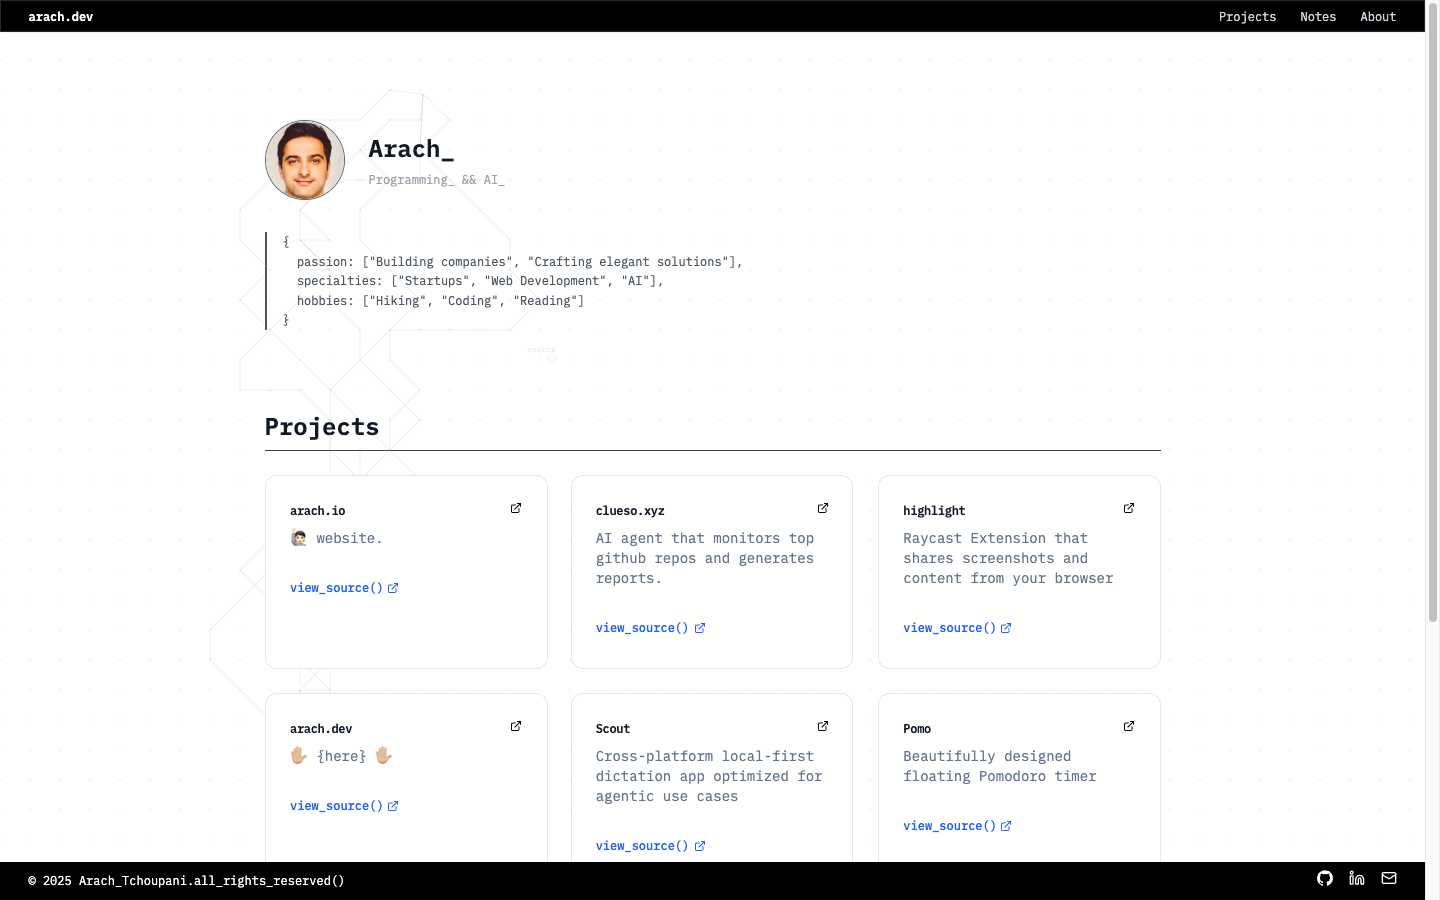 arach.dev
Projects Notes About
Arach_
Programming_ && AI_
{
passion: ["Building companies", "Crafting elegant solutions"],
specialties: ["Startups", "Web Development", "AI"],
hobbies: ["Hiking", "Coding", "Reading"]
}
Projects
arach.io
🙋🏻‍♂️ website.
view_source()
clueso.xyz
AI agent that monitors top
github repos and generates
reports.
view_source()
highlight
Raycast Extension that
shares screenshots and
content from your browser
view_source()
arach.dev
🖐🏼 {here} 🖐🏼
view_source()
Scout
Cross-platform local-first
dictation app optimized for
agentic use cases
view_source()
Pomo
Beautifully designed
floating Pomodoro timer
view_source()
© 2025 Arach_Tchoupani.all_rights_reserved()